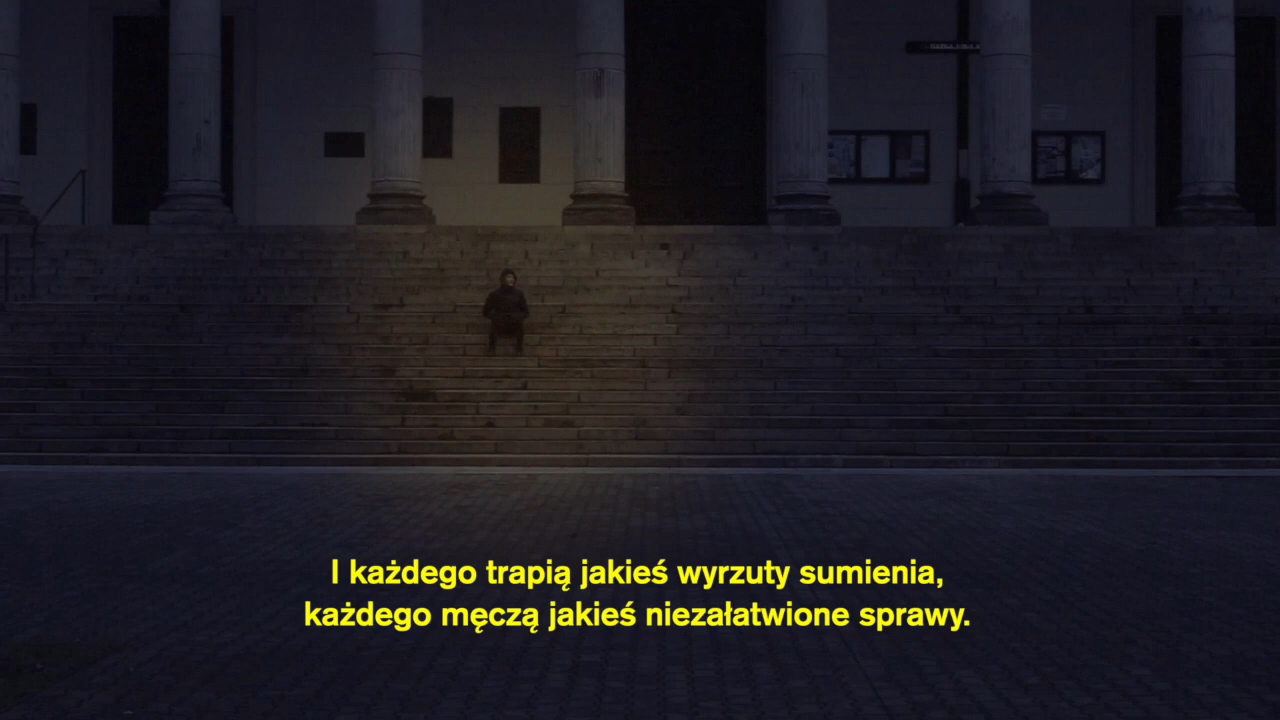 I każdego trapią jakieś wyrzuty sumienia,
każdego męczą jakieś niezałatwione sprawy.